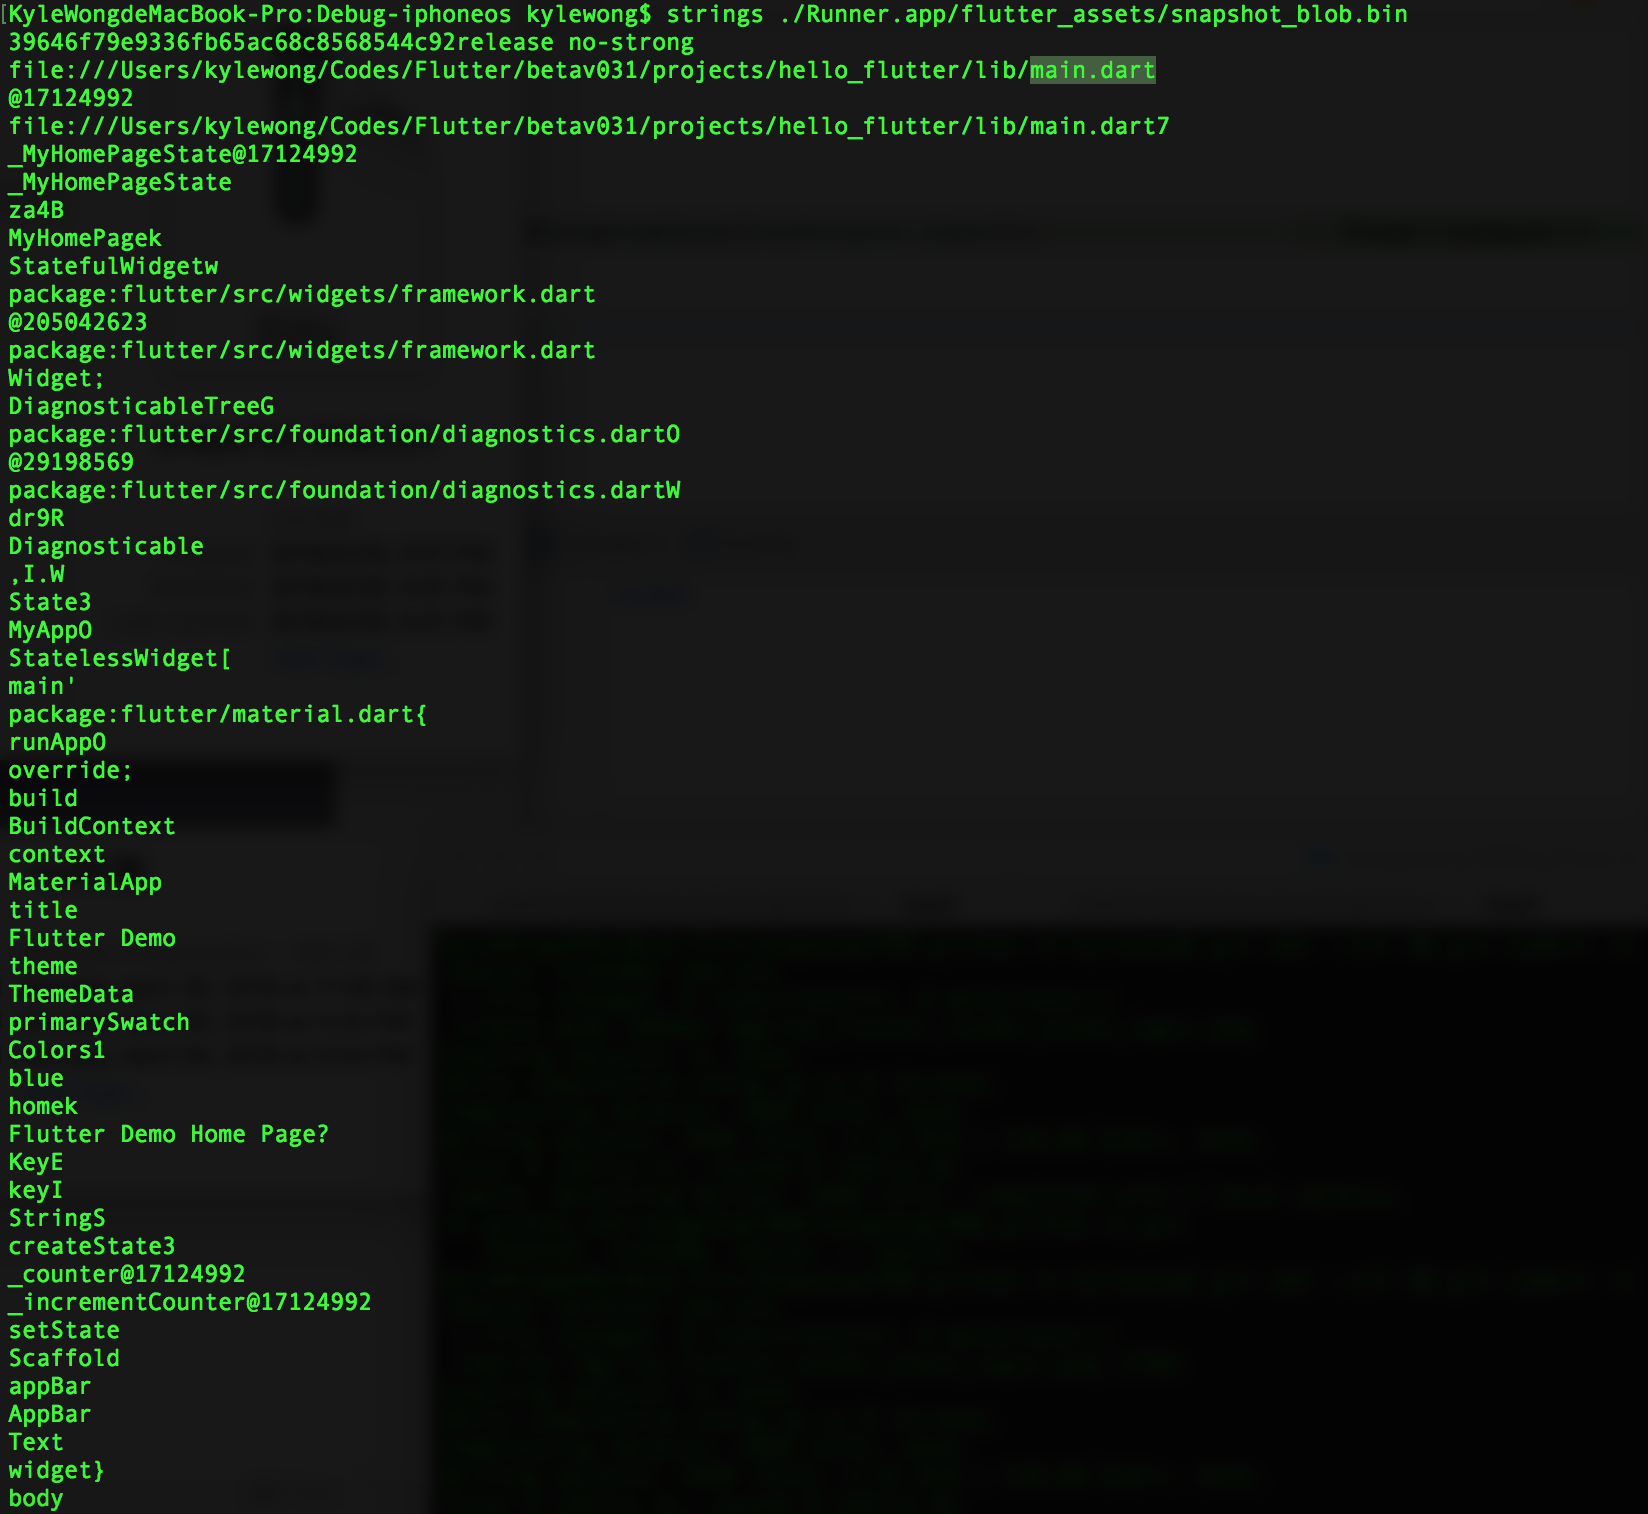 [KyleWongdeMacBook-Pro:Debug-iphoneos kylewong$ strings ./Runner.app/flutter_assets/snapshot_blob.bin
39646f79e9336fb65ac68c8568544c92release no-strong
file:///Users/kylewong/Codes/Flutter/betav031/projects/hello_flutter/lib/main.dart
@17124992
file:///Users/kylewong/Codes/Flutter/betav031/projects/hello_flutter/lib/main.dart7
_MyHomePageState@17124992
_MyHomePageState
za4B
MyHomePagek
StatefulWidgetw
package:flutter/src/widgets/framework.dart
@205042623
package:flutter/src/widgets/framework.dart
Widget;
DiagnosticableTreeG
package:flutter/src/foundation/diagnostics.dartO
@29198569
package:flutter/src/foundation/diagnostics.dartW
dr9R
Diagnosticable
,I.W
State3
MyAppO
StatelessWidget[
main'
package:flutter/material.dart{
runAppO
override;
build
BuildContext
context
MaterialApp
title
Flutter Demo
theme
ThemeData
primarySwatch
Colors1
blue
homek
Flutter Demo Home Page?
KeyE
keyI
StringS
createState3
_counter@17124992
_incrementCounter@17124992
setState
Scaffold
appBar
AppBar
Text
widget}
body